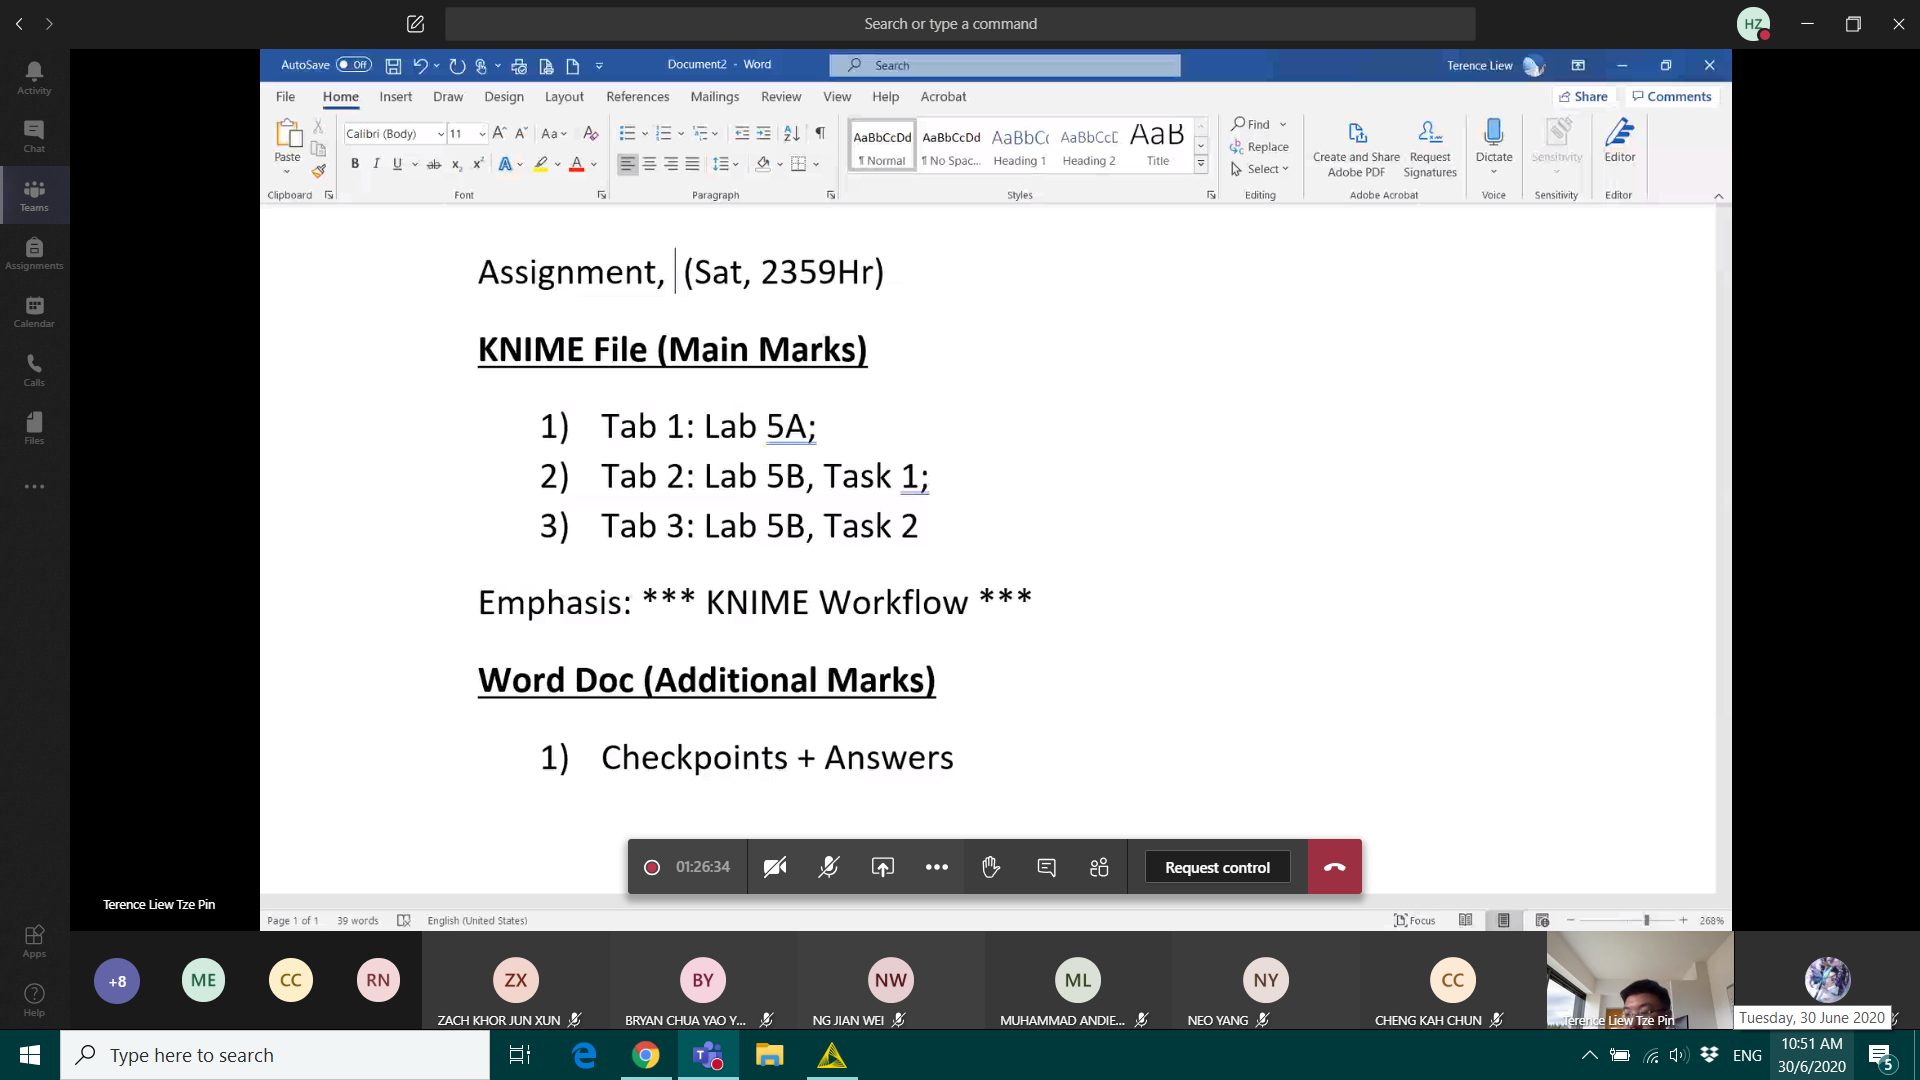 Search or type a command
HZ
Activity
Chat
Teams
Assignments
Calendar
Calls
Files
Apps
Help
AutoSave Off
Document2 - Word
Search
Terence Liew
File Home Insert Draw Design Layout References Mailings Review View Help Acrobat
Share Comments
Paste
Calibri (Body) 11
Clipboard
Font
Paragraph
AaBbCcDd AaBbCcDd AaBbCc AaBbCcD AaB
¶ Normal ¶ No Spac... Heading 1 Heading 2 Title
Styles
Find
Replace
Select
Editing
Create and Share Adobe PDF
Request Signatures
Adobe Acrobat
Dictate
Voice
Sensitivity
Sensitivity
Editor
Editor
Assignment, (Sat, 2359Hr)
KNIME File (Main Marks)
1) Tab 1: Lab 5A;
2) Tab 2: Lab 5B, Task 1;
3) Tab 3: Lab 5B, Task 2
Emphasis: *** KNIME Workflow ***
Word Doc (Additional Marks)
1) Checkpoints + Answers
01:26:34
Request control
Terence Liew Tze Pin
Page 1 of 1 39 words English (United States)
Focus
268%
+8 ME CC RN ZX BY NW ML NY CC
ZACH KHOR JUN XUN
BRYAN CHUA YAO Y...
NG JIAN WEI
MUHAMMAD ANDIE...
NEO YANG
CHENG KAH CHUN
Terence Liew Tze Pin
Tuesday, 30 June 2020
Type here to search
ENG
10:51 AM
30/6/2020
5